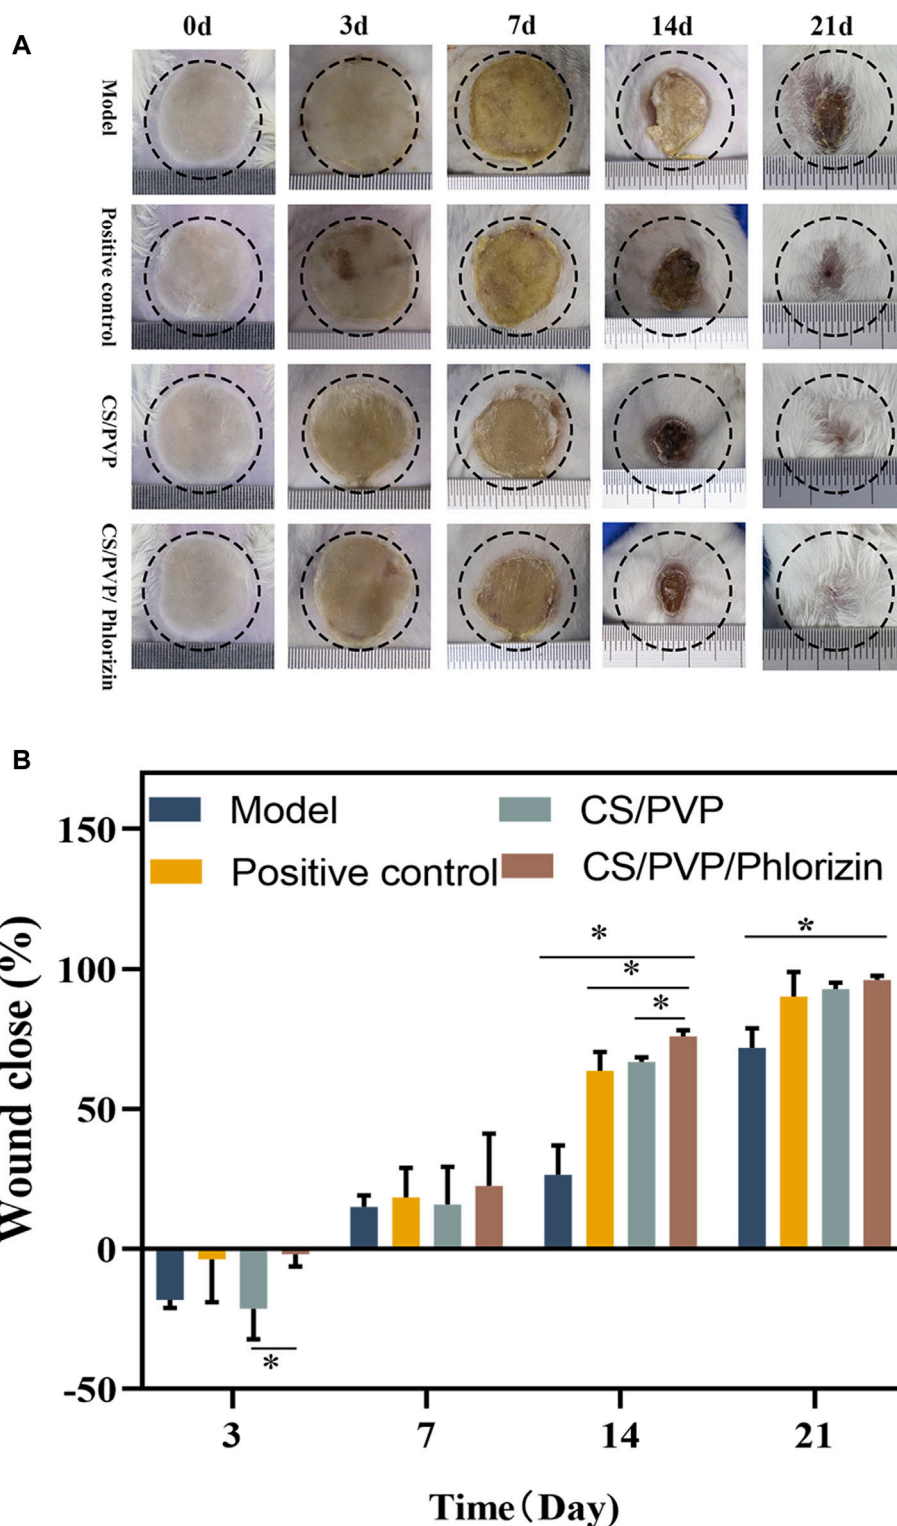 A
0d 3d 7d 14d 21d
Model
Positive control
CS/PVP
CS/PVP/ Phlorizin
B
Model
CS/PVP
Positive control
CS/PVP/Phlorizin
Wound close (%)
150
100
50
0
-50
*
*
*
*
*
3 7 14 21
Time（Day)